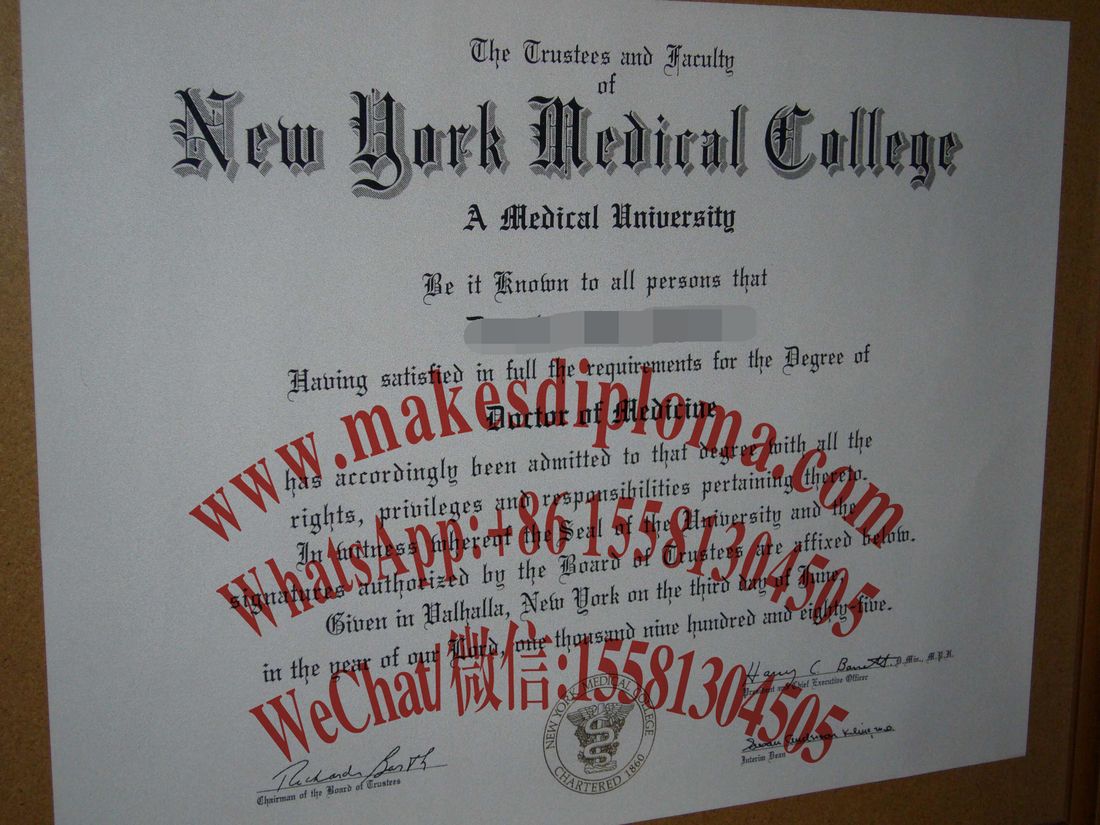 The Trustees and Faculty
of
New York Medical College
A Medical University
Be it Known to all persons that
Having satisfied in full the requirements for the Degree of
Doctor of Medicine
has accordingly been admitted to that degree with all the
rights, privileges and responsibilities pertaining thereto.
In witness whereof the Seal of the University and the
signatures authorized by the Board of Trustees are affixed below.
Given in Valhalla, New York on the third day of June,
in the year of our Lord, one thousand nine hundred and eighty-five.
www.makesdiploma.com
WhatsApp:+86 15581304505
WeChat/微信:15581304505
Harry C. Barrett, D.Min., M.P.H.
President and Chief Executive Officer
NEW YORK MEDICAL COLLEGE
CHARTERED 1860
Interim Dean
Chairman of the Board of Trustees